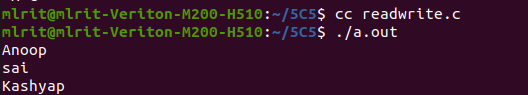 mlrit@mlrit-Veriton-M200-H510:~/5C5$ cc readwrite.c
mlrit@mlrit-Veriton-M200-H510:~/5C5$ ./a.out
Anoop
sai
Kashyap